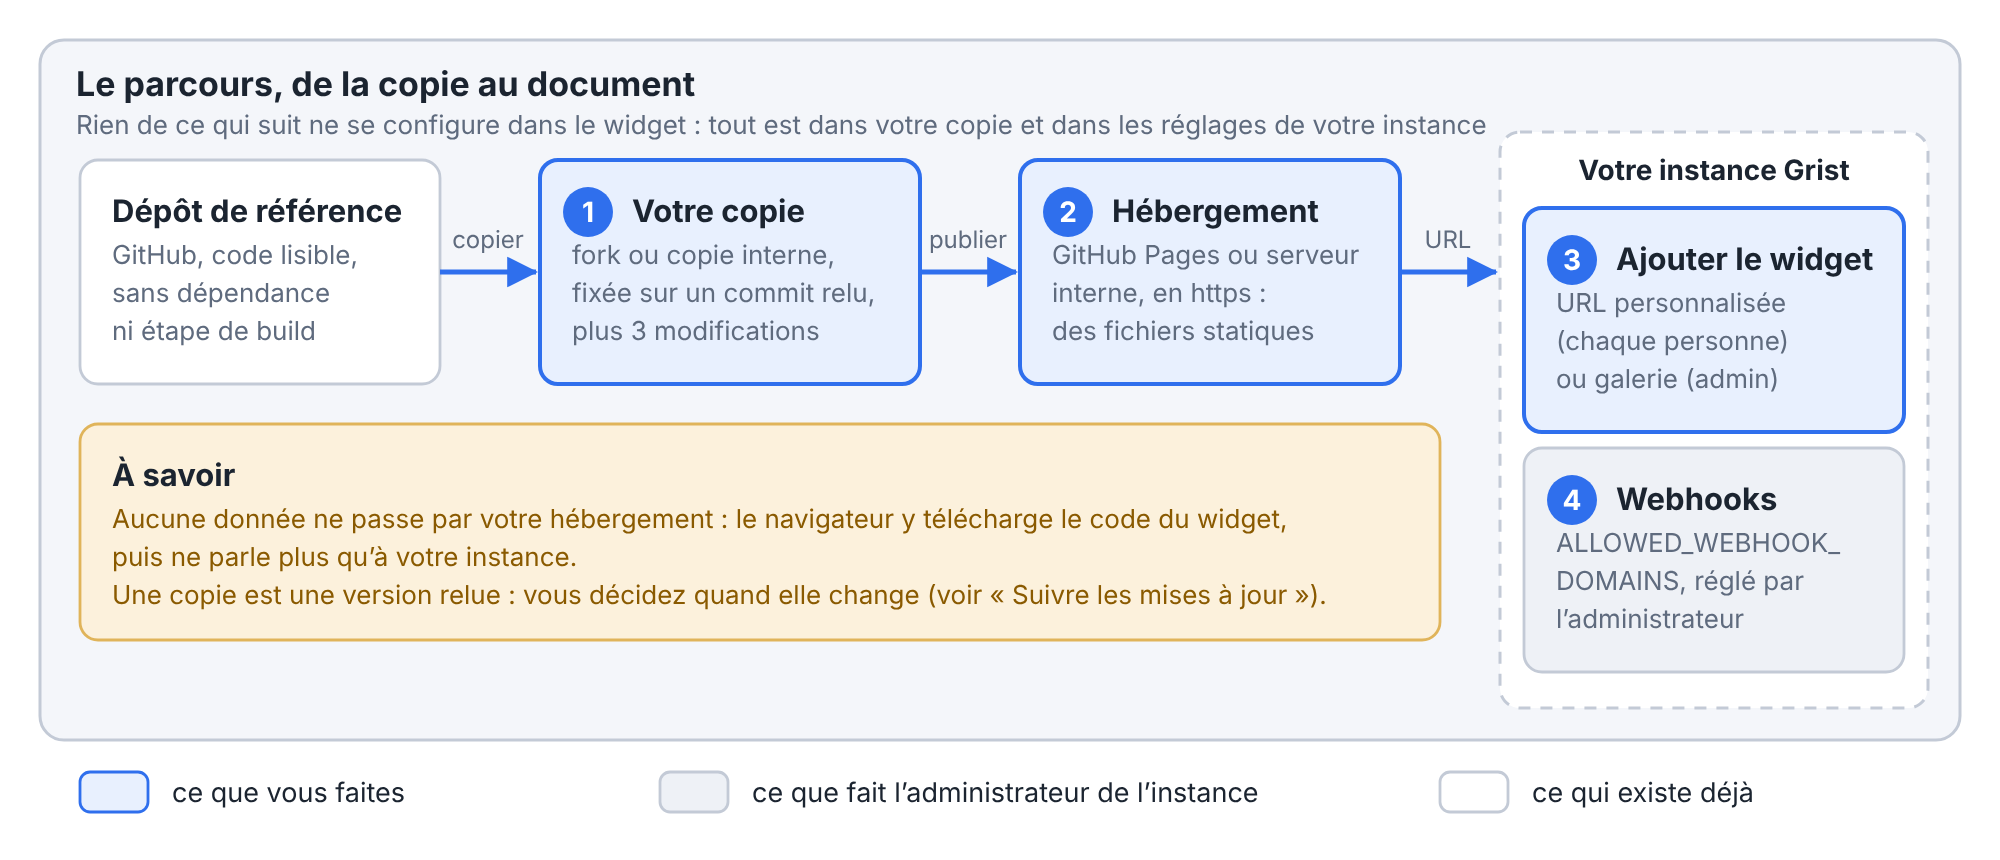 Le parcours, de la copie au document
Rien de ce qui suit ne se configure dans le widget : tout est dans votre copie et dans les réglages de votre instance
Dépôt de référence
GitHub, code lisible,
sans dépendance
ni étape de build
copier
1 Votre copie
fork ou copie interne,
fixée sur un commit relu,
plus 3 modifications
publier
2 Hébergement
GitHub Pages ou serveur
interne, en https :
des fichiers statiques
URL
Votre instance Grist
3 Ajouter le widget
URL personnalisée
(chaque personne)
ou galerie (admin)
4 Webhooks
ALLOWED_WEBHOOK_
DOMAINS, réglé par
l’administrateur
À savoir
Aucune donnée ne passe par votre hébergement : le navigateur y télécharge le code du widget,
puis ne parle plus qu’à votre instance.
Une copie est une version relue : vous décidez quand elle change (voir « Suivre les mises à jour »).
ce que vous faites
ce que fait l’administrateur de l’instance
ce qui existe déjà